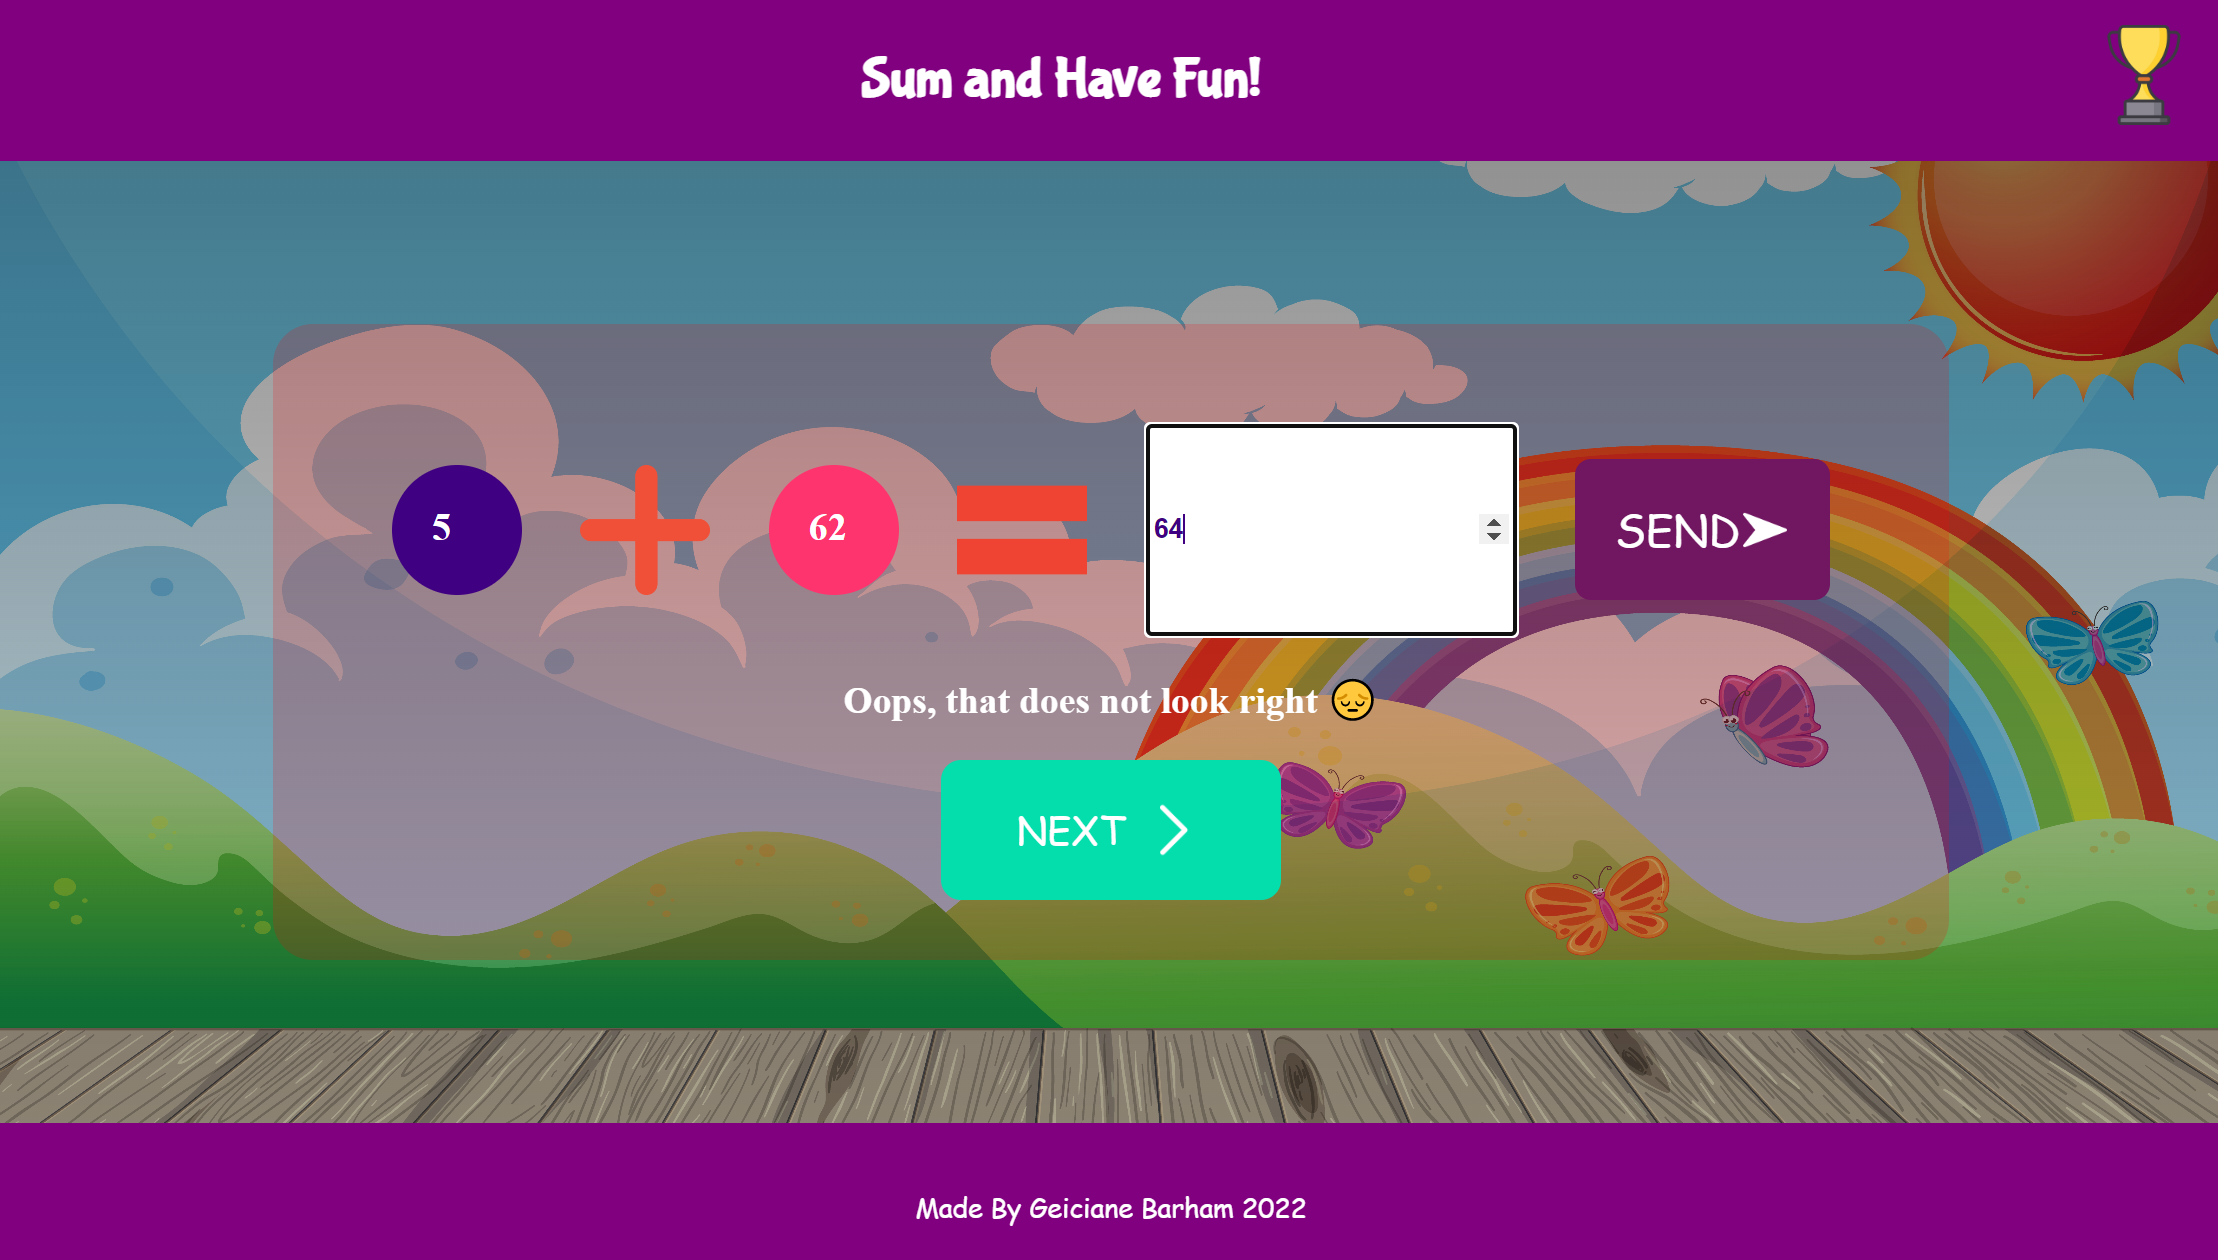 Sum and Have Fun!
5 + 62 = 64 SEND
Oops, that does not look right 😔
NEXT >
Made By Geiciane Barham 2022